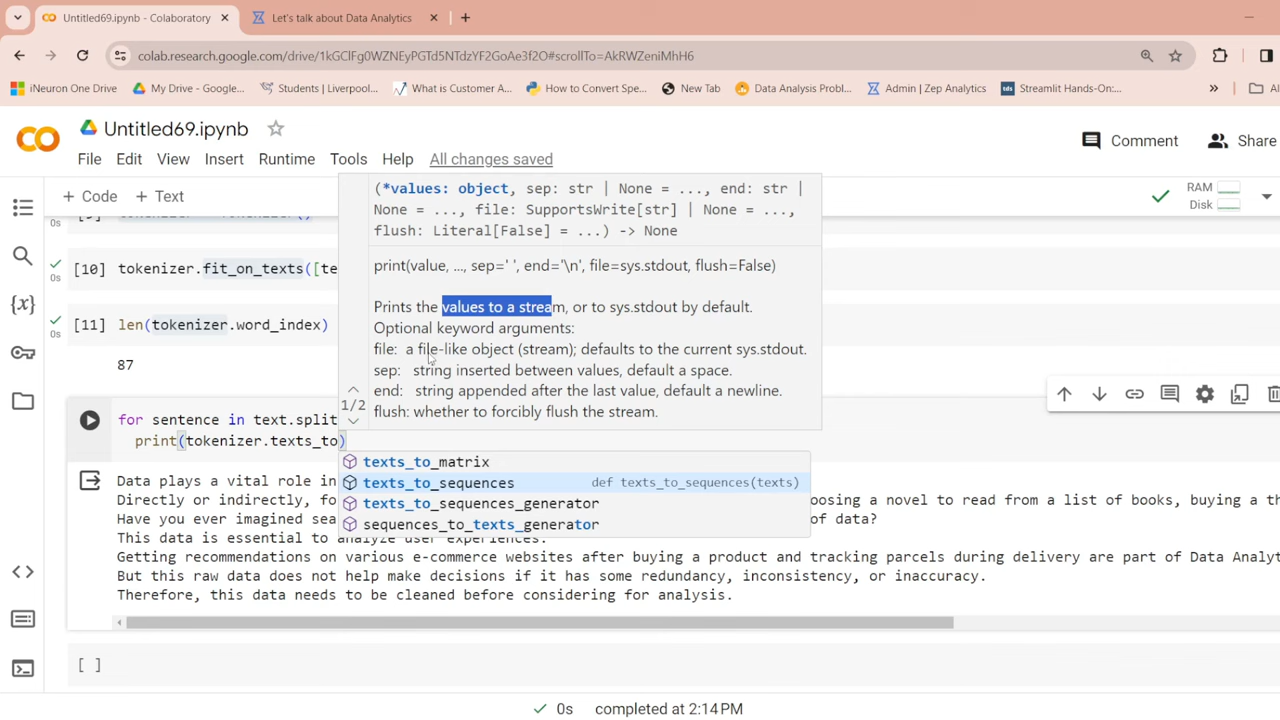 Untitled69.ipynb - Colaboratory
Let's talk about Data Analytics
colab.research.google.com/drive/1kGClFg0WZNEyPGTd5NTdzYF2GoAe3f2O#scrollTo=AkRWZeniMhH6
iNeuron One Drive
My Drive - Google...
Students | Liverpool...
What is Customer A...
How to Convert Spe...
New Tab
Data Analysis Probl...
Admin | Zep Analytics
Streamlit Hands-On:...
»
Untitled69.ipynb
Comment
Share
File Edit View Insert Runtime Tools Help All changes saved
+ Code + Text
RAM
Disk
(*values: object, sep: str | None = ..., end: str |
None = ..., file: SupportsWrite[str] | None = ...,
flush: Literal[False] = ...) -> None
print(value, ..., sep=' ', end='\n', file=sys.stdout, flush=False)
Prints the values to a stream, or to sys.stdout by default.
Optional keyword arguments:
file: a file-like object (stream); defaults to the current sys.stdout.
sep: string inserted between values, default a space.
end: string appended after the last value, default a newline.
flush: whether to forcibly flush the stream.
1/2
0s
[10] tokenizer.fit_on_texts([te
0s
[11] len(tokenizer.word_index)
0s
87
for sentence in text.split
print(tokenizer.texts_to)
texts_to_matrix
texts_to_sequences def texts_to_sequences(texts)
texts_to_sequences_generator
sequences_to_texts_generator
Data plays a vital role in
Directly or indirectly, fo oosing a novel to read from a list of books, buying a th
Have you ever imagined sea of data?
This data is essential to analyze user experiences.
Getting recommendations on various e-commerce websites after buying a product and tracking parcels during delivery are part of Data Analyt
But this raw data does not help make decisions if it has some redundancy, inconsistency, or inaccuracy.
Therefore, this data needs to be cleaned before considering for analysis.
[ ]
0s completed at 2:14 PM